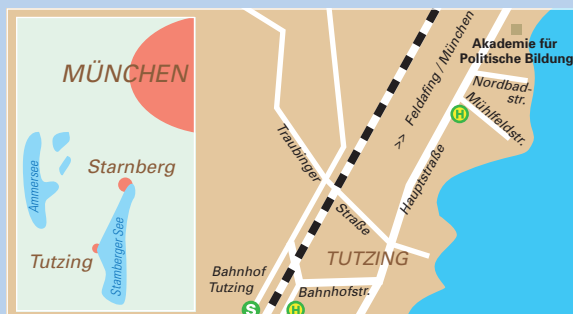 MÜNCHEN
Starnberg
Ammersee
Starnberger See
Tutzing
>> Feldafing / München
Akademie für
Politische Bildung
Nordbad-
str.
Mühlfeldstr.
H
Traubinger
Straße
Hauptstraße
TUTZING
Bahnhof
Tutzing
Bahnhofstr.
S
H